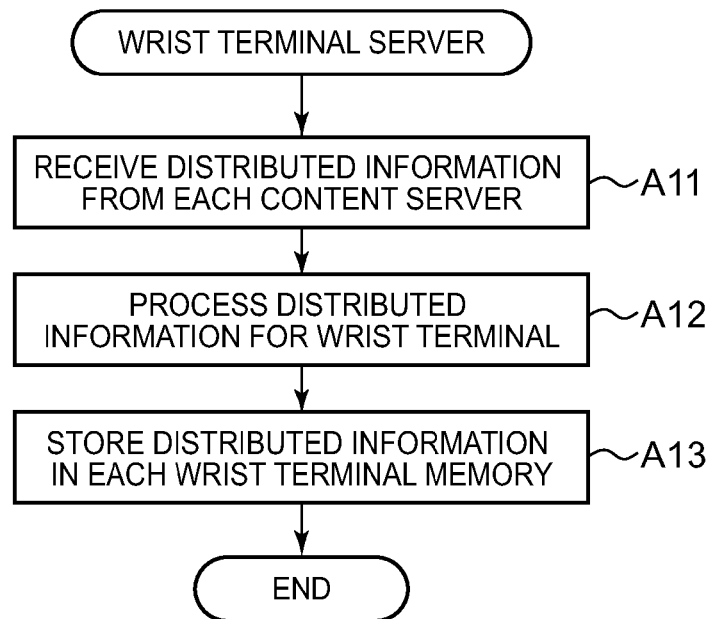 WRIST TERMINAL SERVER
RECEIVE DISTRIBUTED INFORMATION
FROM EACH CONTENT SERVER
A11
PROCESS DISTRIBUTED
INFORMATION FOR WRIST TERMINAL
A12
STORE DISTRIBUTED INFORMATION
IN EACH WRIST TERMINAL MEMORY
A13
END